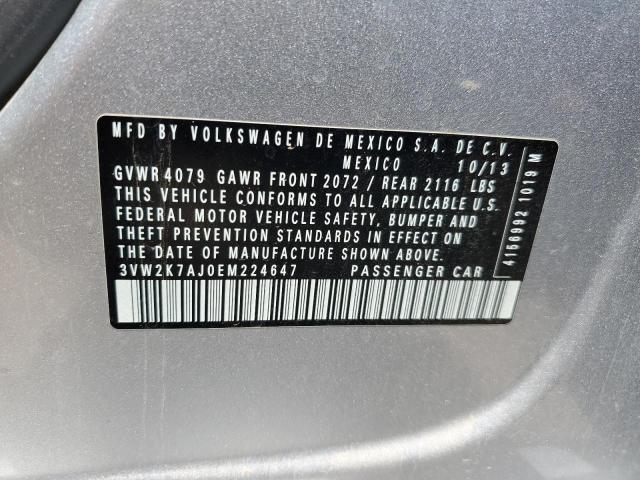 MFD BY VOLKSWAGEN DE MEXICO S.A. DE C.V.
MEXICO 10/13
GVWR 4079 GAWR FRONT 2072 / REAR 2116 LBS
THIS VEHICLE CONFORMS TO ALL APPLICABLE U.S.
FEDERAL MOTOR VEHICLE SAFETY, BUMPER AND
THEFT PREVENTION STANDARDS IN EFFECT ON
THE DATE OF MANUFACTURE SHOWN ABOVE.
3VW2K7AJ0EM224647 PASSENGER CAR
4156992 1019 M